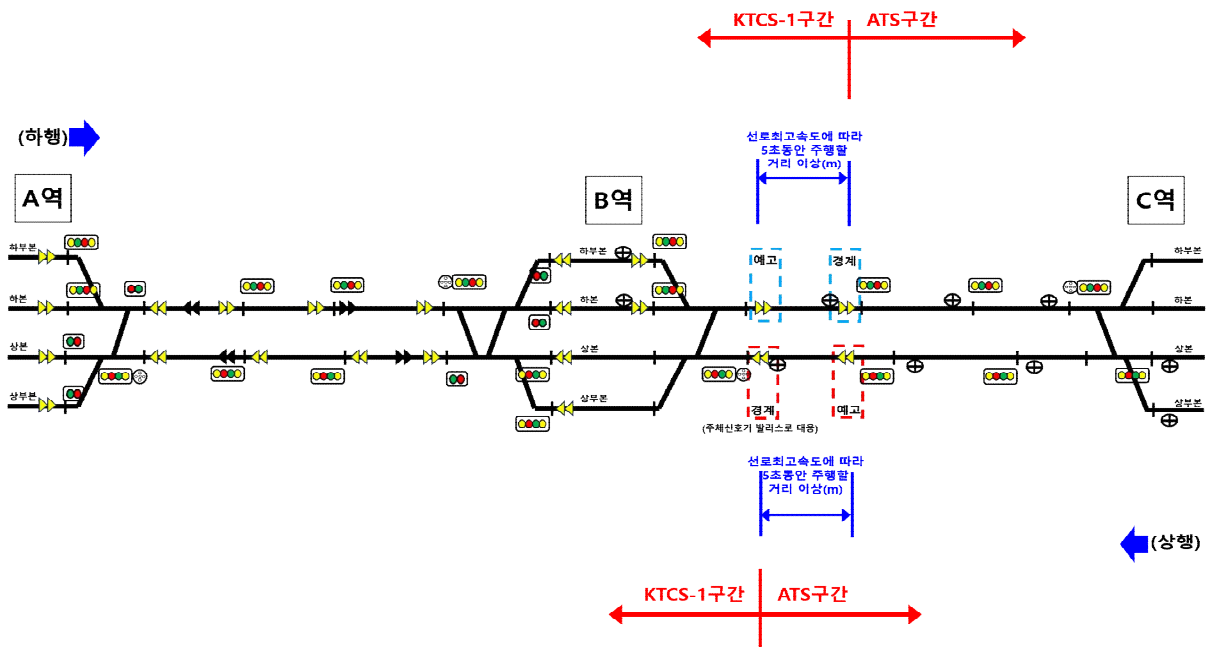 KTCS-1구간 ATS구간
(하행)
선로최고속도에 따라
5초동안 주행할
거리 이상(m)
A역
B역
C역
하부본
하부본
하부본
예고
경계
하본
하본
하본
상본
상본
상본
상부본
상부본
상부본
경계
예고
(주체신호기 발리스로 대응)
선로최고속도에 따라
5초동안 주행할
거리 이상(m)
(상행)
KTCS-1구간 ATS구간